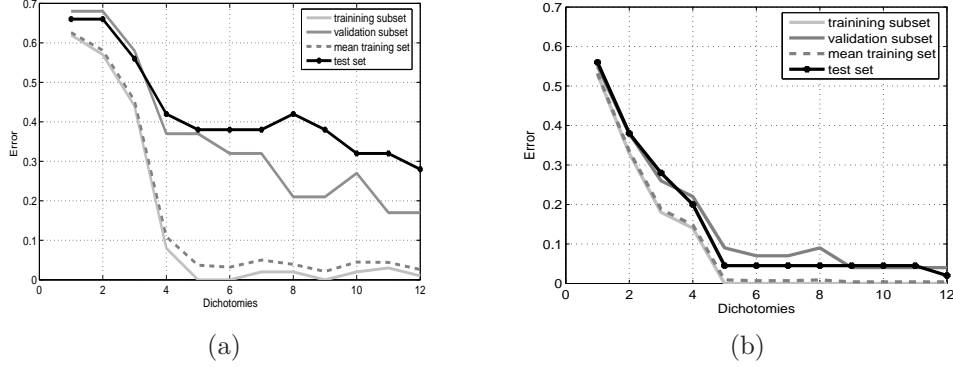 0.7
0.6
0.5
0.4
0.3
0.2
0.1
0
Error
0 2 4 6 8 10 12
Dichotomies
trainining subset
validation subset
mean training set
test set
(a)
0.7
0.6
0.5
0.4
0.3
0.2
0.1
0
Error
0 2 4 6 8 10 12
Dichotomies
trainining subset
validation subset
mean training set
test set
(b)